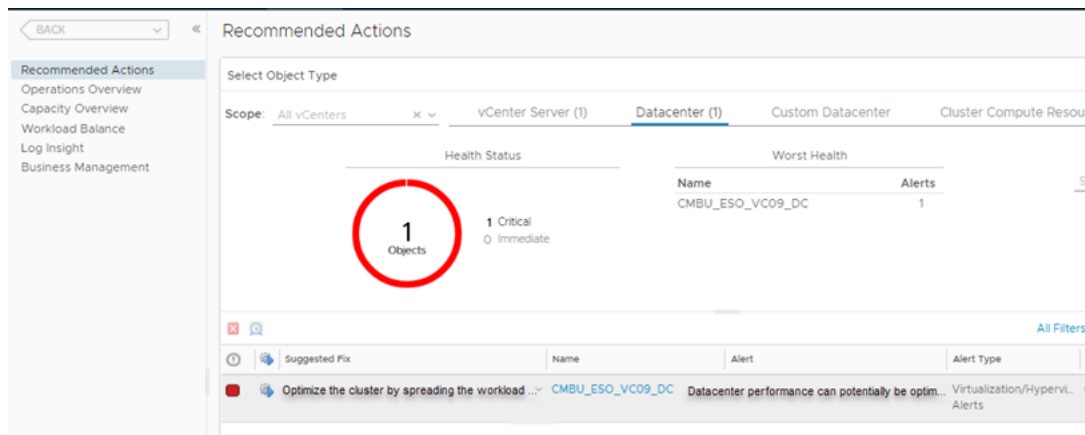 BACK
Recommended Actions
Operations Overview
Capacity Overview
Workload Balance
Log Insight
Business Management
Recommended Actions
Select Object Type
Scope: All vCenters
vCenter Server (1)
Datacenter (1)
Custom Datacenter
Cluster Compute Resou
Health Status
1
Objects
1 Critical
0 Immediate
Worst Health
Name Alerts
CMBU_ESO_VC09_DC 1
S
All Filters
Suggested Fix Name Alert Alert Type
Optimize the cluster by spreading the workload ... CMBU_ESO_VC09_DC Datacenter performance can potentially be optim... Virtualization/Hypervi..
Alerts